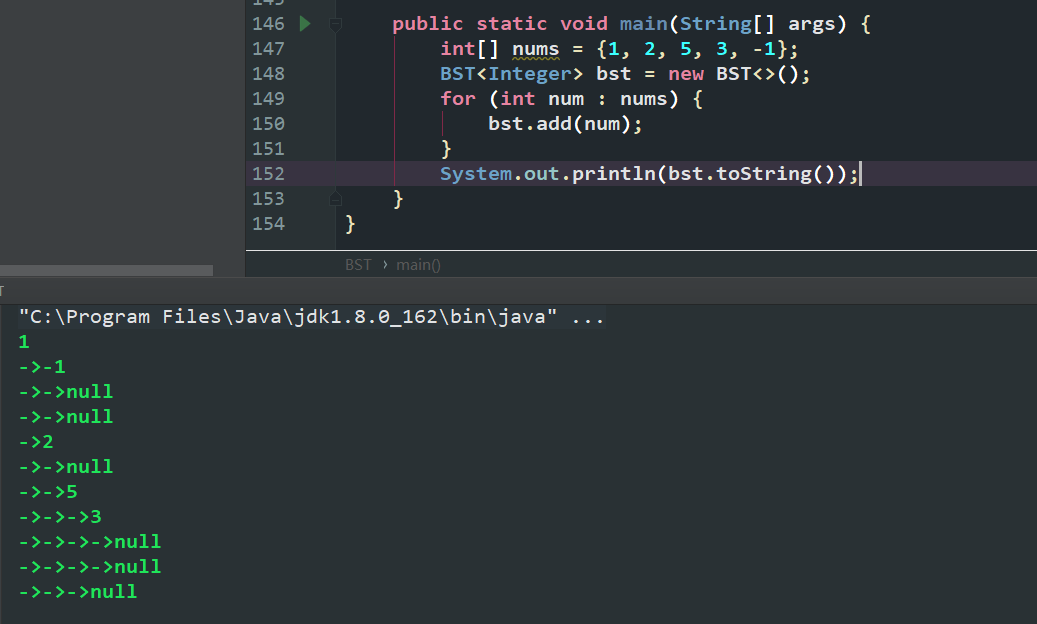 146 public static void main(String[] args) {
147 int[] nums = {1, 2, 5, 3, -1};
148 BST<Integer> bst = new BST<>();
149 for (int num : nums) {
150 bst.add(num);
151 }
152 System.out.println(bst.toString());
153 }
154 }
BST › main()
"C:\Program Files\Java\jdk1.8.0_162\bin\java" ...
1
->-1
->->null
->->null
->2
->->null
->->5
->->->3
->->->->null
->->->->null
->->->null